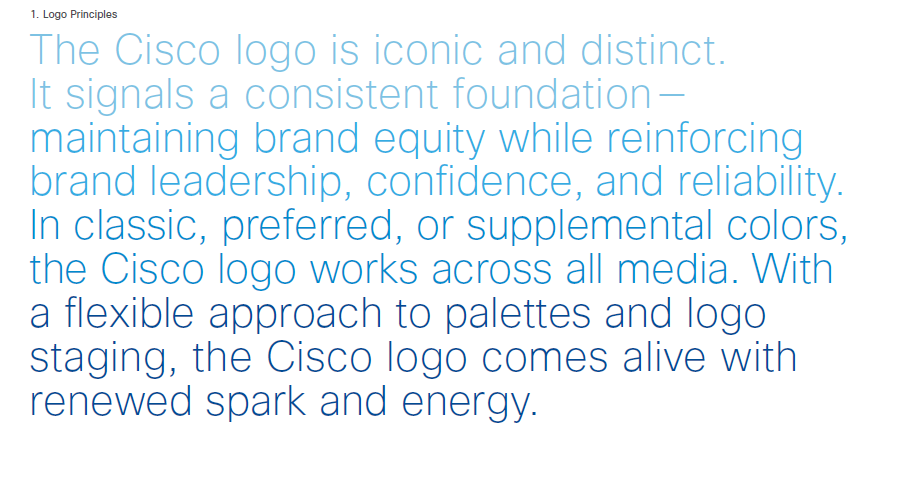 1. Logo Principles
The Cisco logo is iconic and distinct.
It signals a consistent foundation—
maintaining brand equity while reinforcing
brand leadership, confidence, and reliability.
In classic, preferred, or supplemental colors,
the Cisco logo works across all media. With
a flexible approach to palettes and logo
staging, the Cisco logo comes alive with
renewed spark and energy.